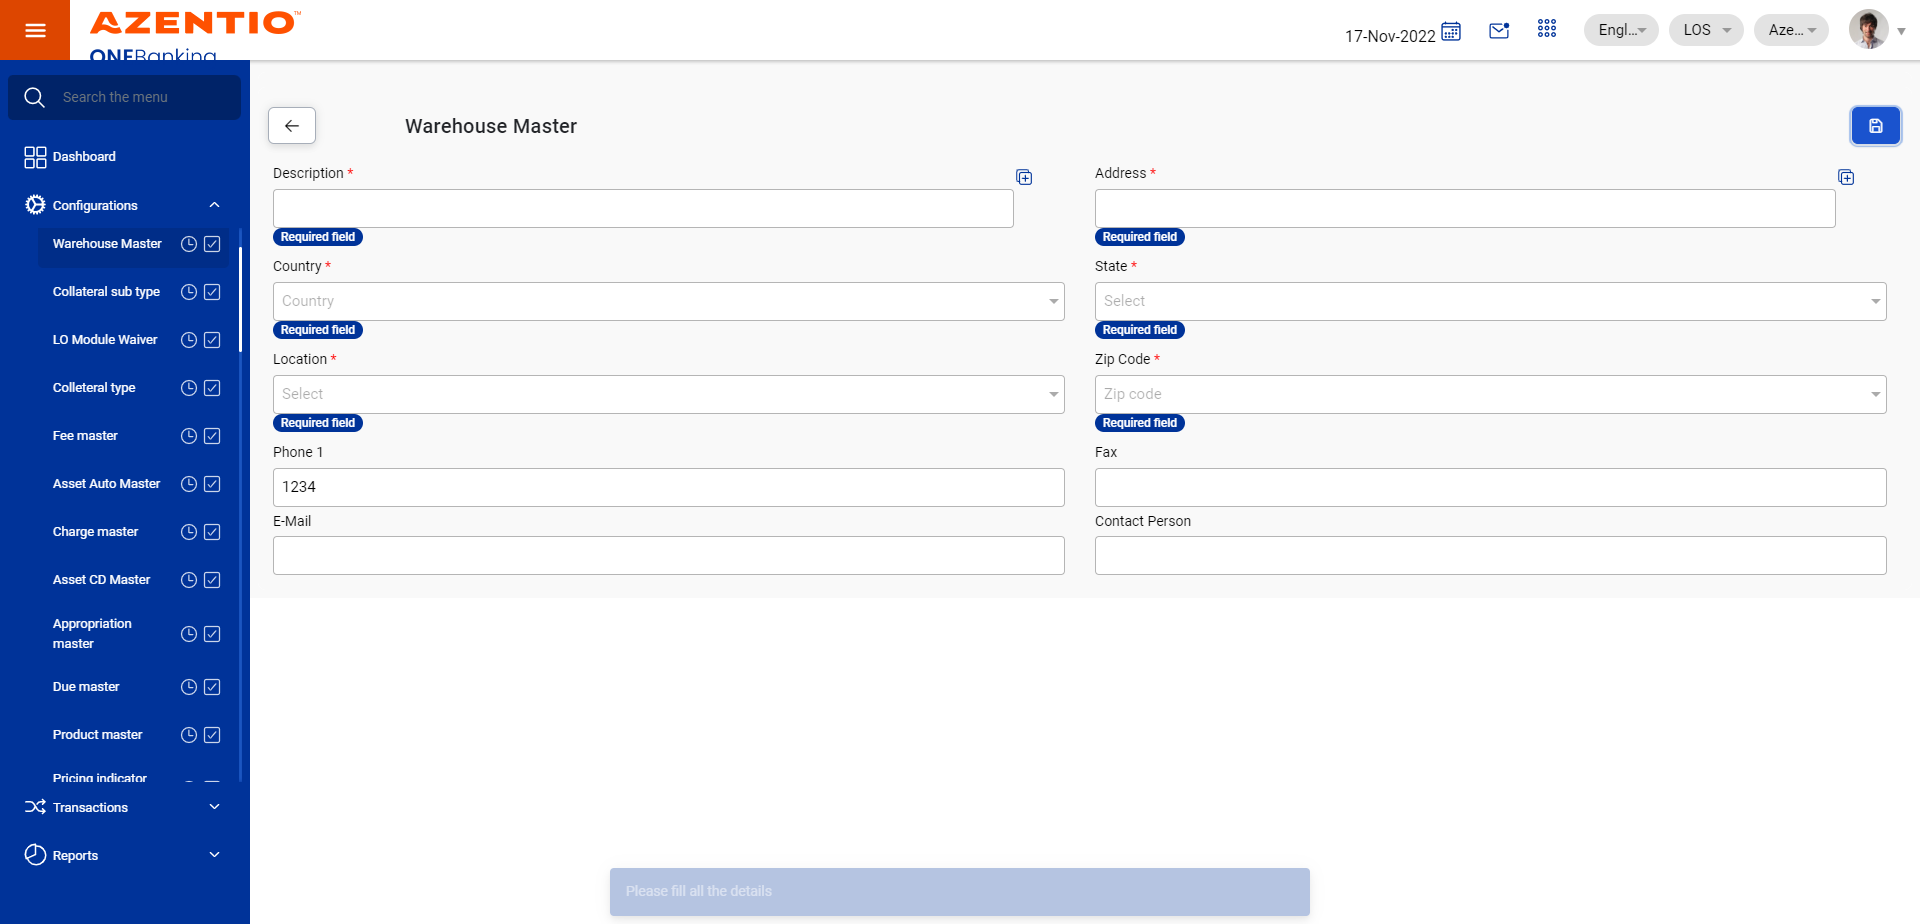 AZENTIO™
ONEBanking
17-Nov-2022
Engl...
LOS
Aze...
Search the menu
Dashboard
Configurations
Warehouse Master
Collateral sub type
LO Module Waiver
Colleteral type
Fee master
Asset Auto Master
Charge master
Asset CD Master
Appropriation
master
Due master
Product master
Pricing indicator
Transactions
Reports
Warehouse Master
Description *
Required field
Address *
Required field
Country *
Country
Required field
State *
Select
Required field
Location *
Select
Required field
Zip Code *
Zip code
Required field
Phone 1
1234
Fax
E-Mail
Contact Person
Please fill all the details